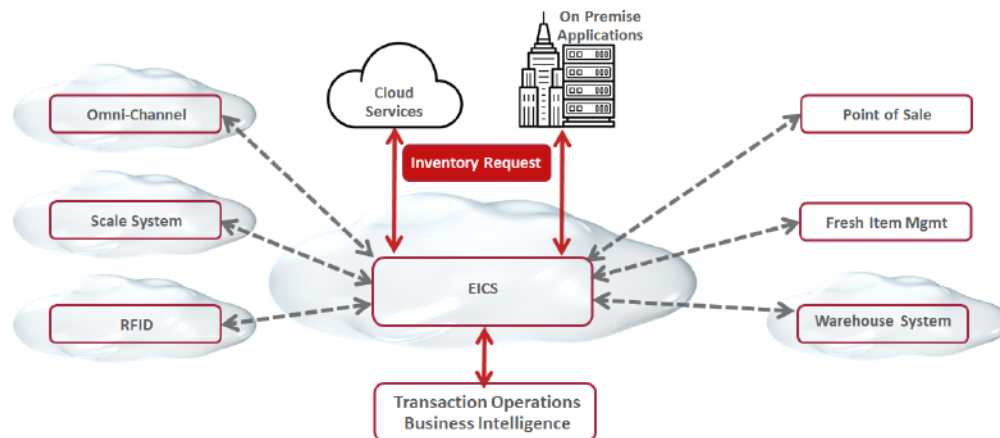 On Premise
Applications
Cloud
Services
Omni-Channel
Point of Sale
Inventory Request
Scale System
Fresh Item Mgmt
EICS
RFID
Warehouse System
Transaction Operations
Business Intelligence